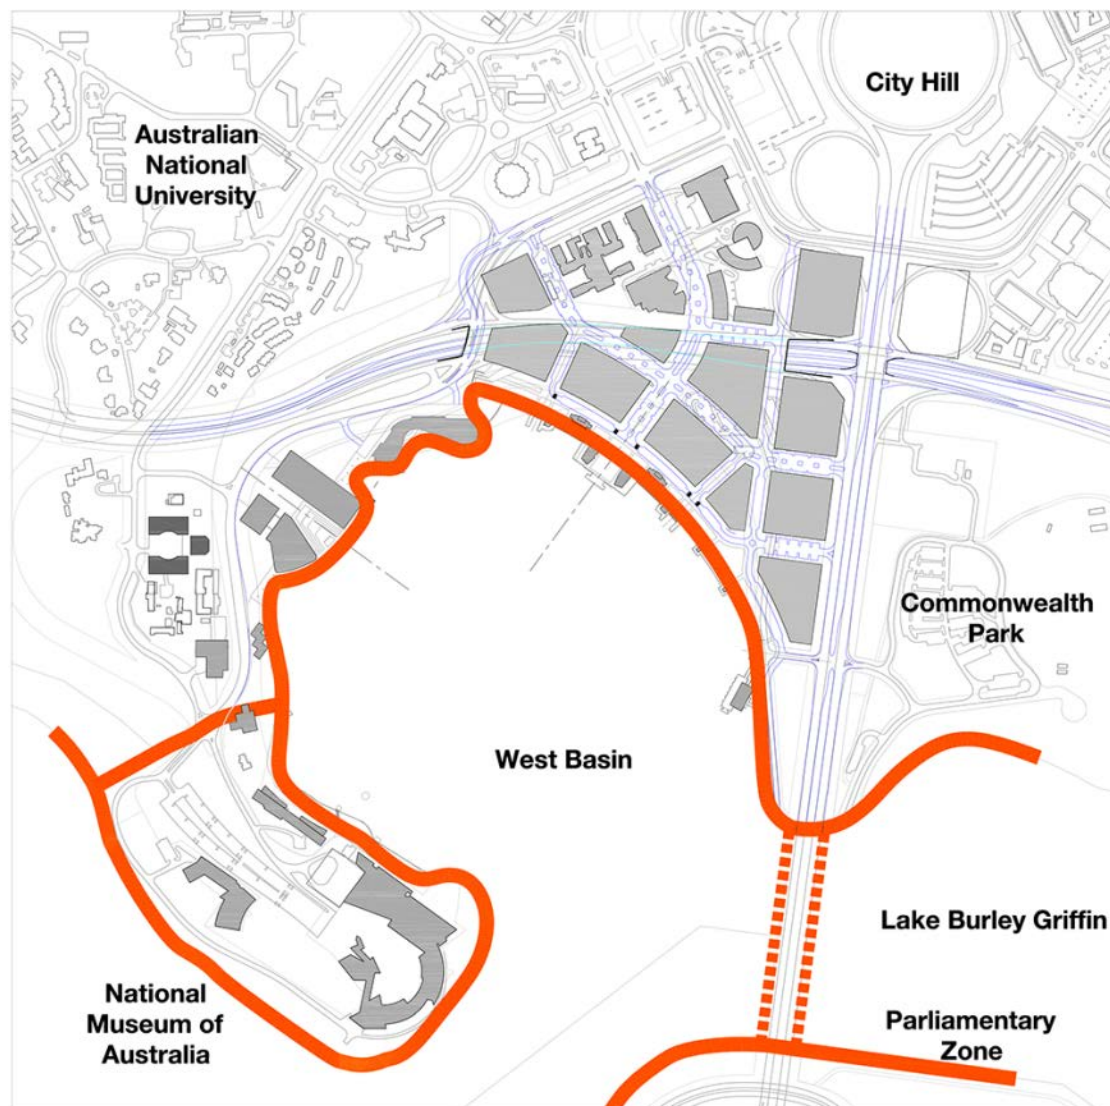 City Hill
Australian
National
University
Commonwealth
Park
West Basin
Lake Burley Griffin
National
Museum of
Australia
Parliamentary
Zone